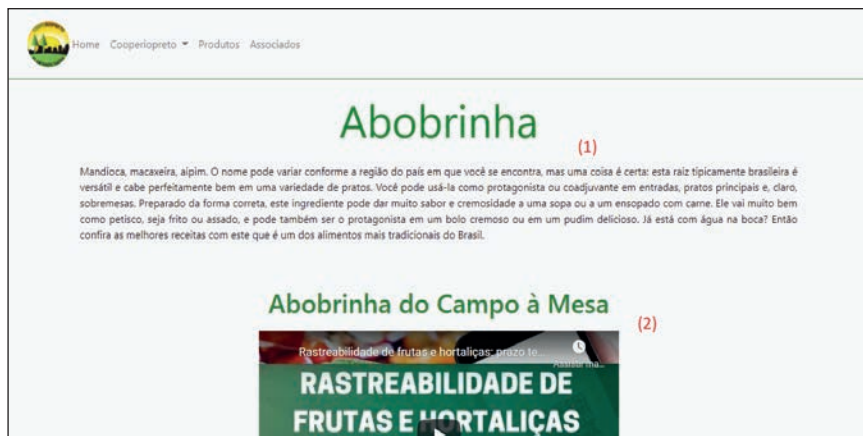 Home Cooperiopreto Produtos Associados
Abobrinha
(1)
Mandioca, macaxeira, aipim. O nome pode variar conforme a região do país em que você se encontra, mas uma coisa é certa: esta raiz tipicamente brasileira é
versátil e cabe perfeitamente bem em uma variedade de pratos. Você pode usá-la como protagonista ou coadjuvante em entradas, pratos principais e, claro,
sobremesas. Preparado da forma correta, este ingrediente pode dar muito sabor e cremosidade a uma sopa ou a um ensopado com carne. Ele vai muito bem
como petisco, seja frito ou assado, e pode também ser o protagonista em um bolo cremoso ou em um pudim delicioso. Já está com água na boca? Então
confira as melhores receitas com este que é um dos alimentos mais tradicionais do Brasil.
Abobrinha do Campo à Mesa
(2)
Rastreabilidade de frutas e hortaliças: prazo te...
Assistir ma...
RASTREABILIDADE DE
FRUTAS E HORTALIÇAS